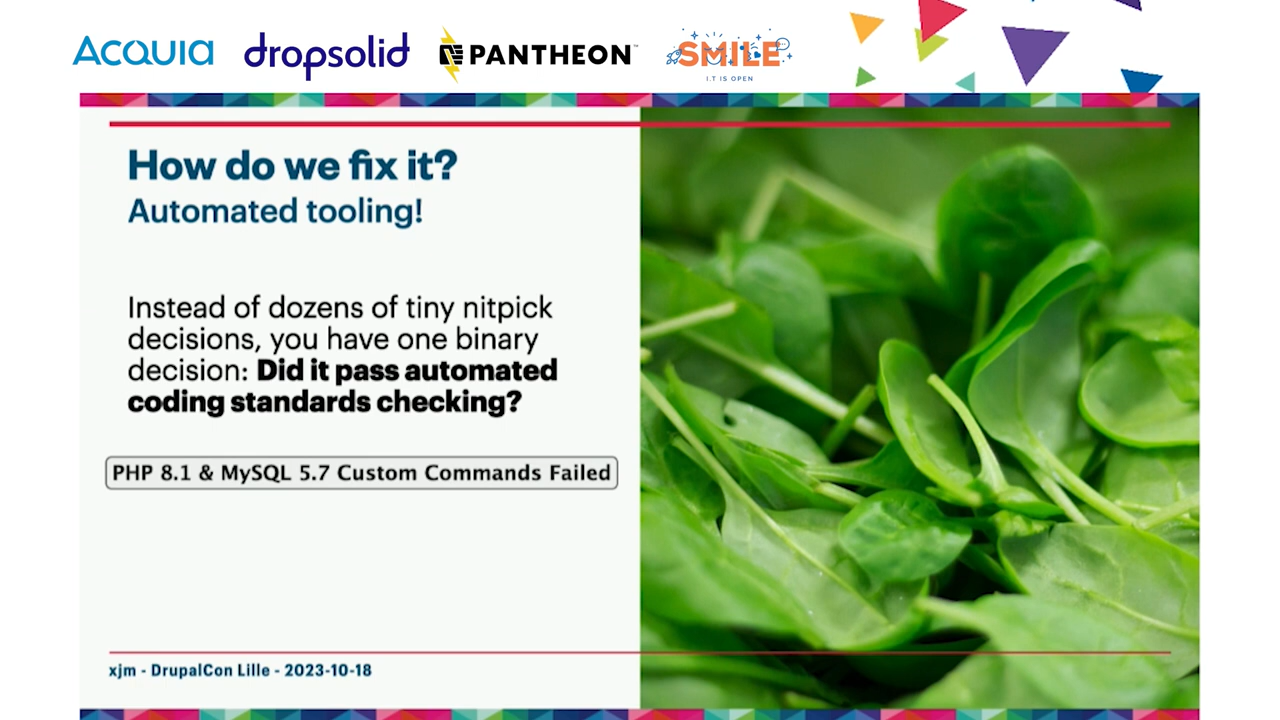 ACQUIA dropsolid PANTHEON SMILE
I.T IS OPEN
How do we fix it?
Automated tooling!
Instead of dozens of tiny nitpick
decisions, you have one binary
decision: Did it pass automated
coding standards checking?
PHP 8.1 & MySQL 5.7 Custom Commands Failed
xjm - DrupalCon Lille - 2023-10-18